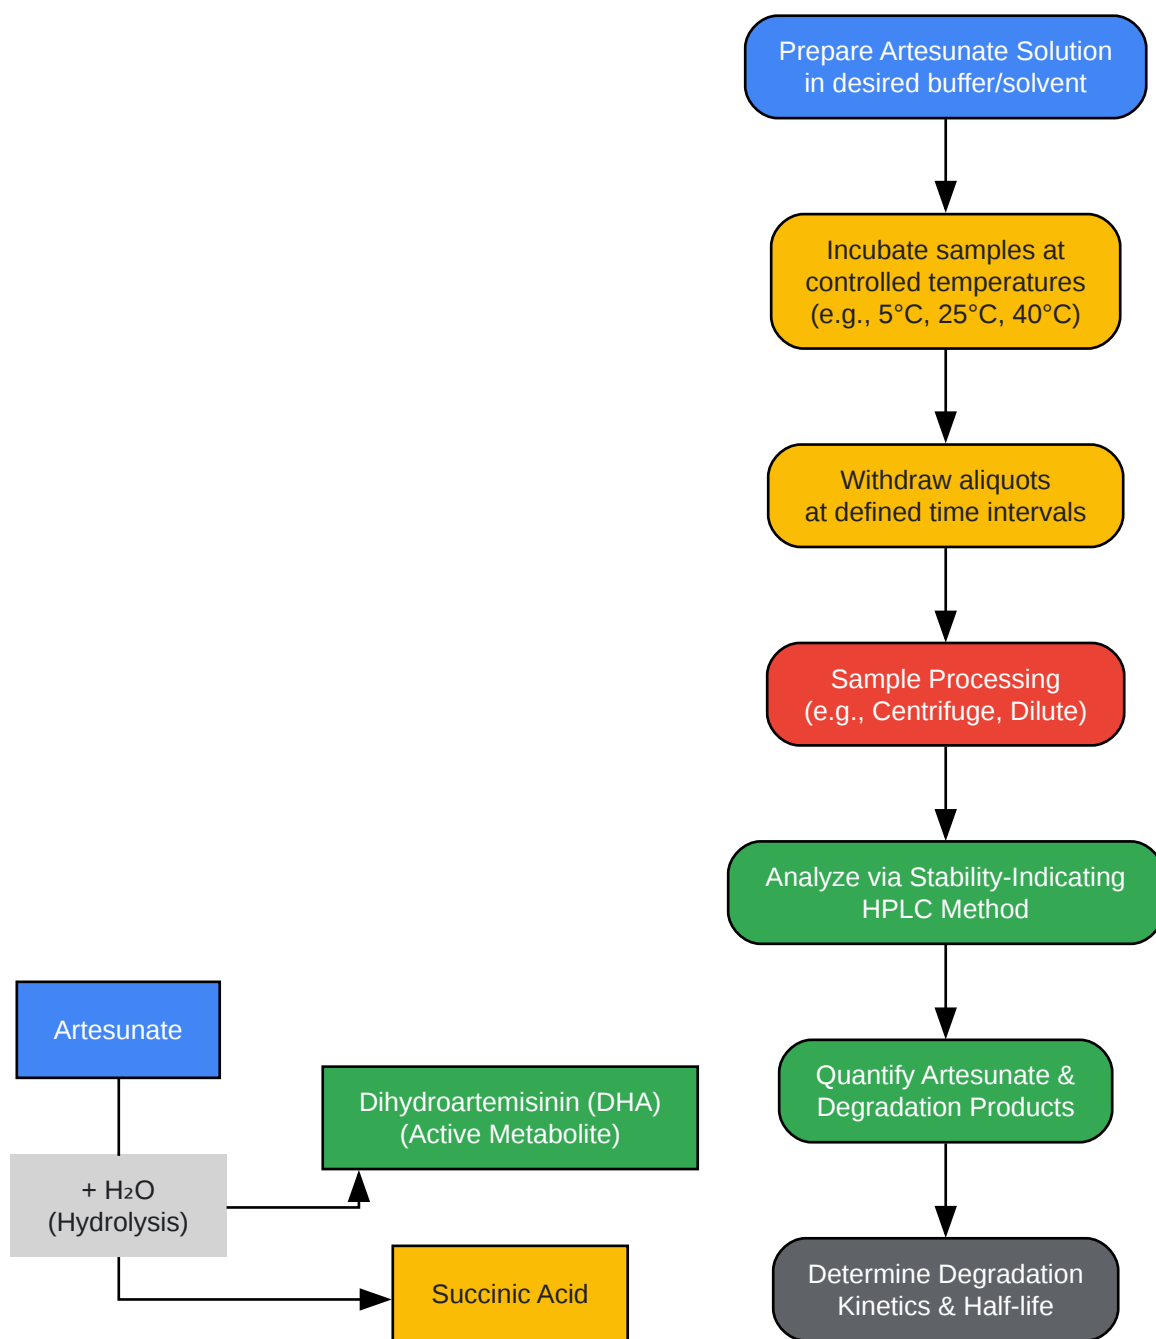 Prepare Artesunate Solution
in desired buffer/solvent
Incubate samples at
controlled temperatures
(e.g., 5°C, 25°C, 40°C)
Withdraw aliquots
at defined time intervals
Sample Processing
(e.g., Centrifuge, Dilute)
Analyze via Stability-Indicating
HPLC Method
Quantify Artesunate &
Degradation Products
Determine Degradation
Kinetics & Half-life
Artesunate
+ H₂O
(Hydrolysis)
Dihydroartemisinin (DHA)
(Active Metabolite)
Succinic Acid